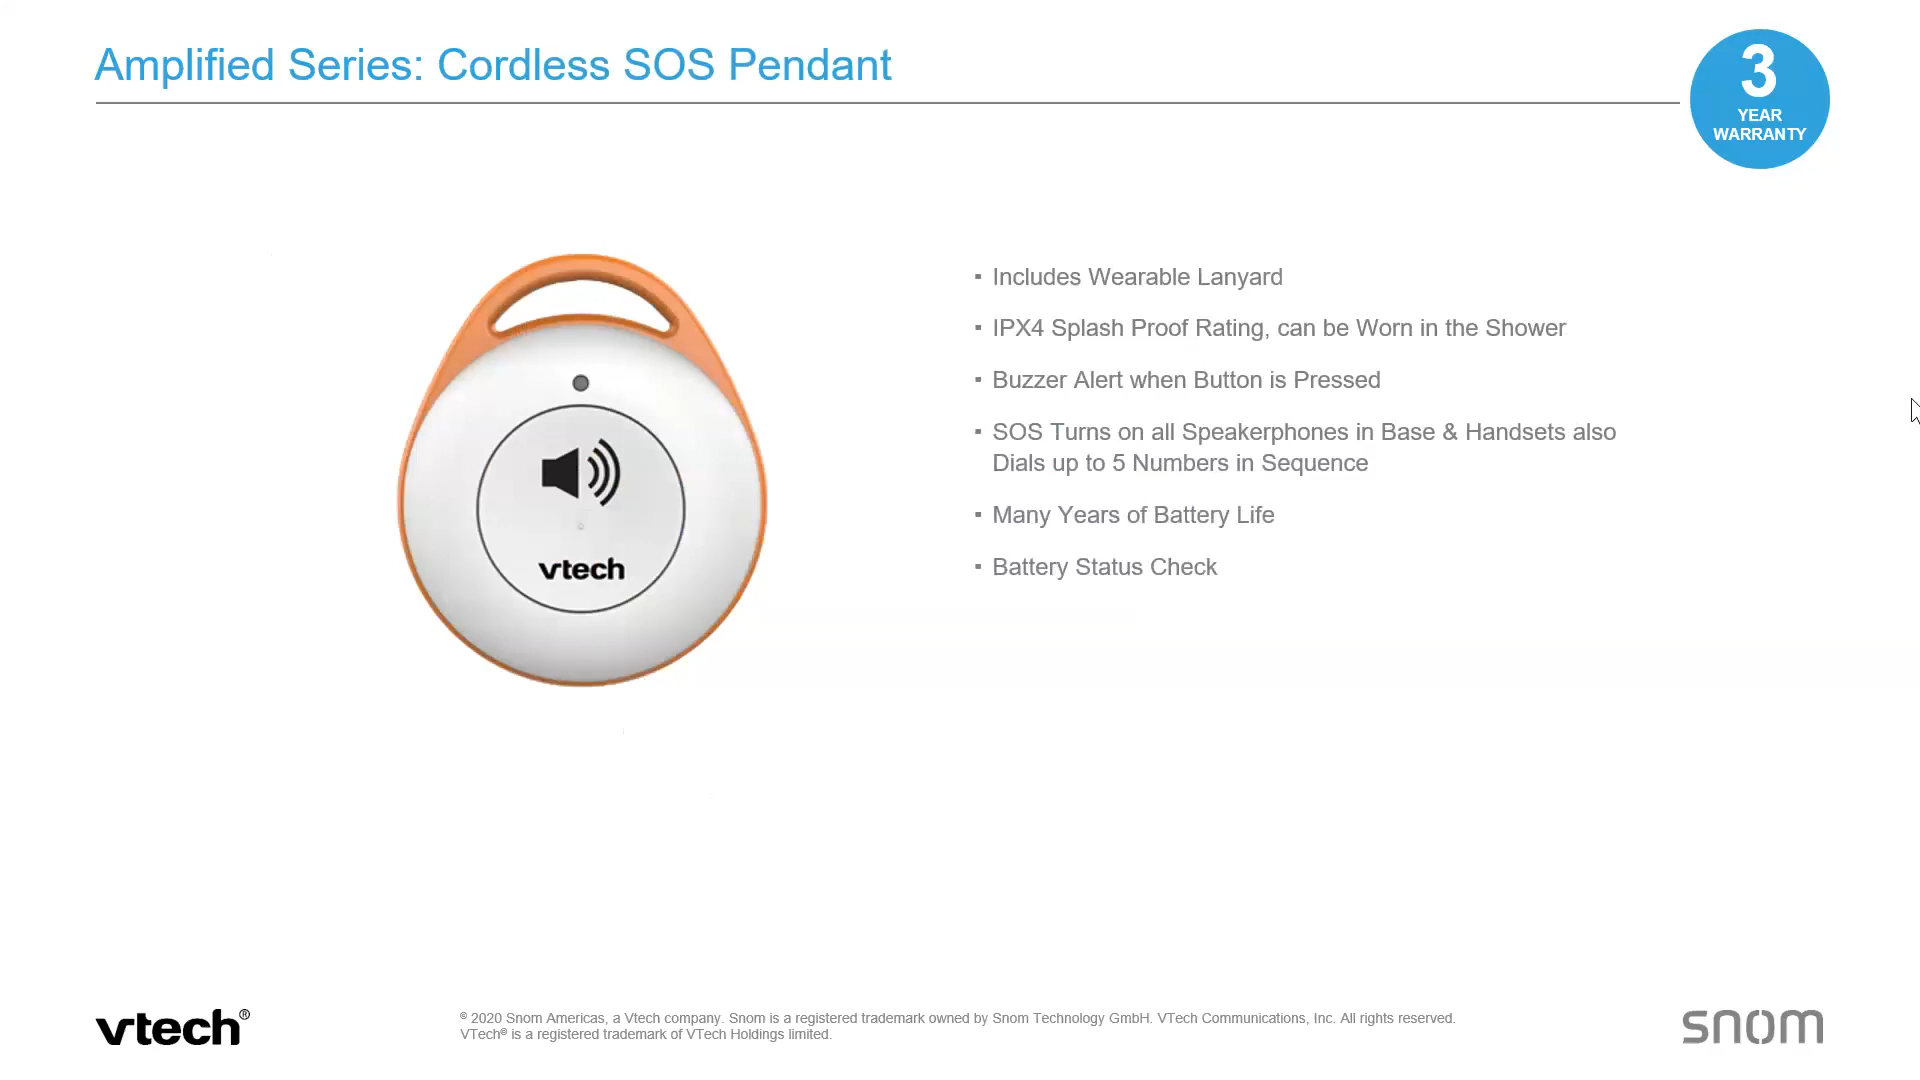 Amplified Series: Cordless SOS Pendant
3
YEAR
WARRANTY
▪ Includes Wearable Lanyard
▪ IPX4 Splash Proof Rating, can be Worn in the Shower
▪ Buzzer Alert when Button is Pressed
▪ SOS Turns on all Speakerphones in Base & Handsets also
Dials up to 5 Numbers in Sequence
▪ Many Years of Battery Life
▪ Battery Status Check
vtech
vtech®
© 2020 Snom Americas, a Vtech company. Snom is a registered trademark owned by Snom Technology GmbH. VTech Communications, Inc. All rights reserved.
VTech® is a registered trademark of VTech Holdings limited.
snom